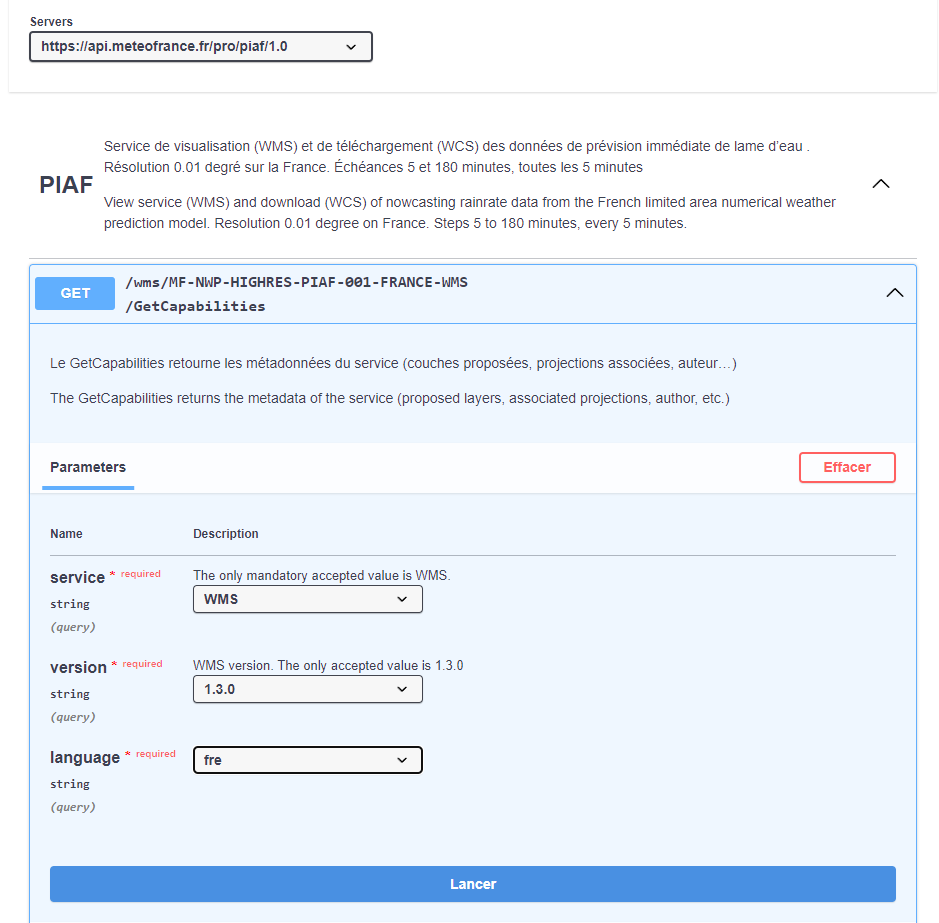 Servers
https://api.meteofrance.fr/pro/piaf/1.0
PIAF
Service de visualisation (WMS) et de téléchargement (WCS) des données de prévision immédiate de lame d'eau .
Résolution 0.01 degré sur la France. Échéances 5 et 180 minutes, toutes les 5 minutes
View service (WMS) and download (WCS) of nowcasting rainrate data from the French limited area numerical weather
prediction model. Resolution 0.01 degree on France. Steps 5 to 180 minutes, every 5 minutes.
GET
/wms/MF-NWP-HIGHRES-PIAF-001-FRANCE-WMS
/GetCapabilities
Le GetCapabilities retourne les métadonnées du service (couches proposées, projections associées, auteur…)
The GetCapabilities returns the metadata of the service (proposed layers, associated projections, author, etc.)
Parameters
Effacer
Name Description
service * required
The only mandatory accepted value is WMS.
WMS
string
(query)
version * required
WMS version. The only accepted value is 1.3.0
1.3.0
string
(query)
language * required
fre
string
(query)
Lancer